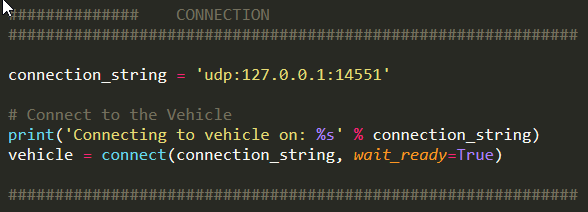 ##############    CONNECTION
#############################################################
connection_string = 'udp:127.0.0.1:14551'
# Connect to the Vehicle
print('Connecting to vehicle on: %s' % connection_string)
vehicle = connect(connection_string, wait_ready=True)
#############################################################